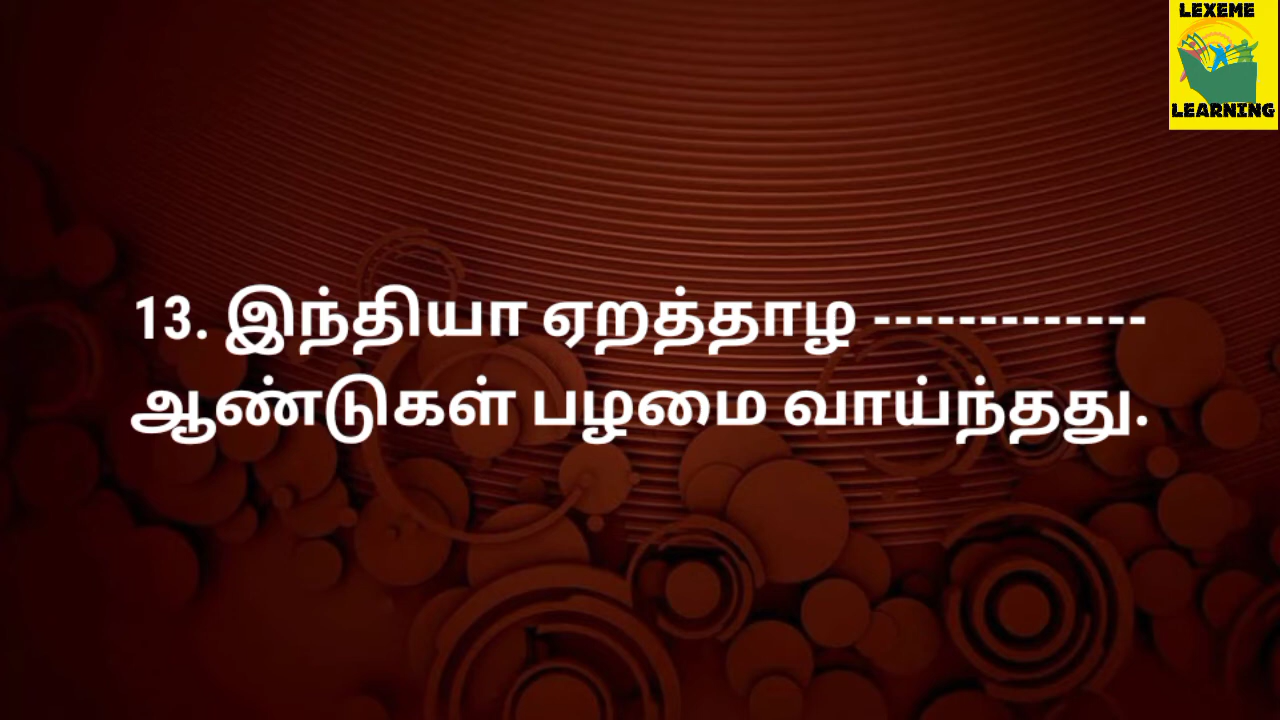 LEXEME
LEARNING
13. இந்தியா ஏறத்தாழ -------------
ஆண்டுகள் பழமை வாய்ந்தது.